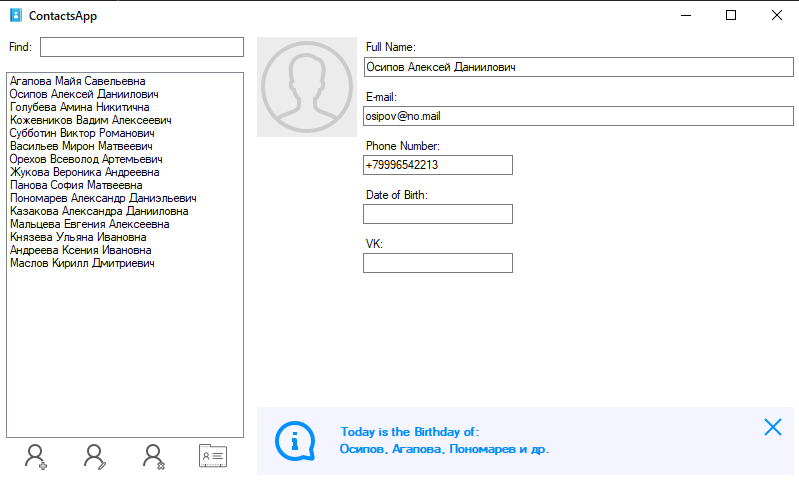 ContactsApp
Find:
Агапова Майя Савельевна
Осипов Алексей Даниилович
Голубева Амина Никитична
Кожевников Вадим Алексеевич
Субботин Виктор Романович
Васильев Мирон Матвеевич
Орехов Всеволод Артемьевич
Жукова Вероника Андреевна
Панова София Матвеевна
Пономарев Александр Даниэльевич
Казакова Александра Данииловна
Мальцева Евгения Алексеевна
Князева Ульяна Ивановна
Андреева Ксения Ивановна
Маслов Кирилл Дмитриевич
Full Name:
Осипов Алексей Даниилович
E-mail:
osipov@no.mail
Phone Number:
+79996542213
Date of Birth:
VK:
Today is the Birthday of:
Осипов, Агапова, Пономарев и др.